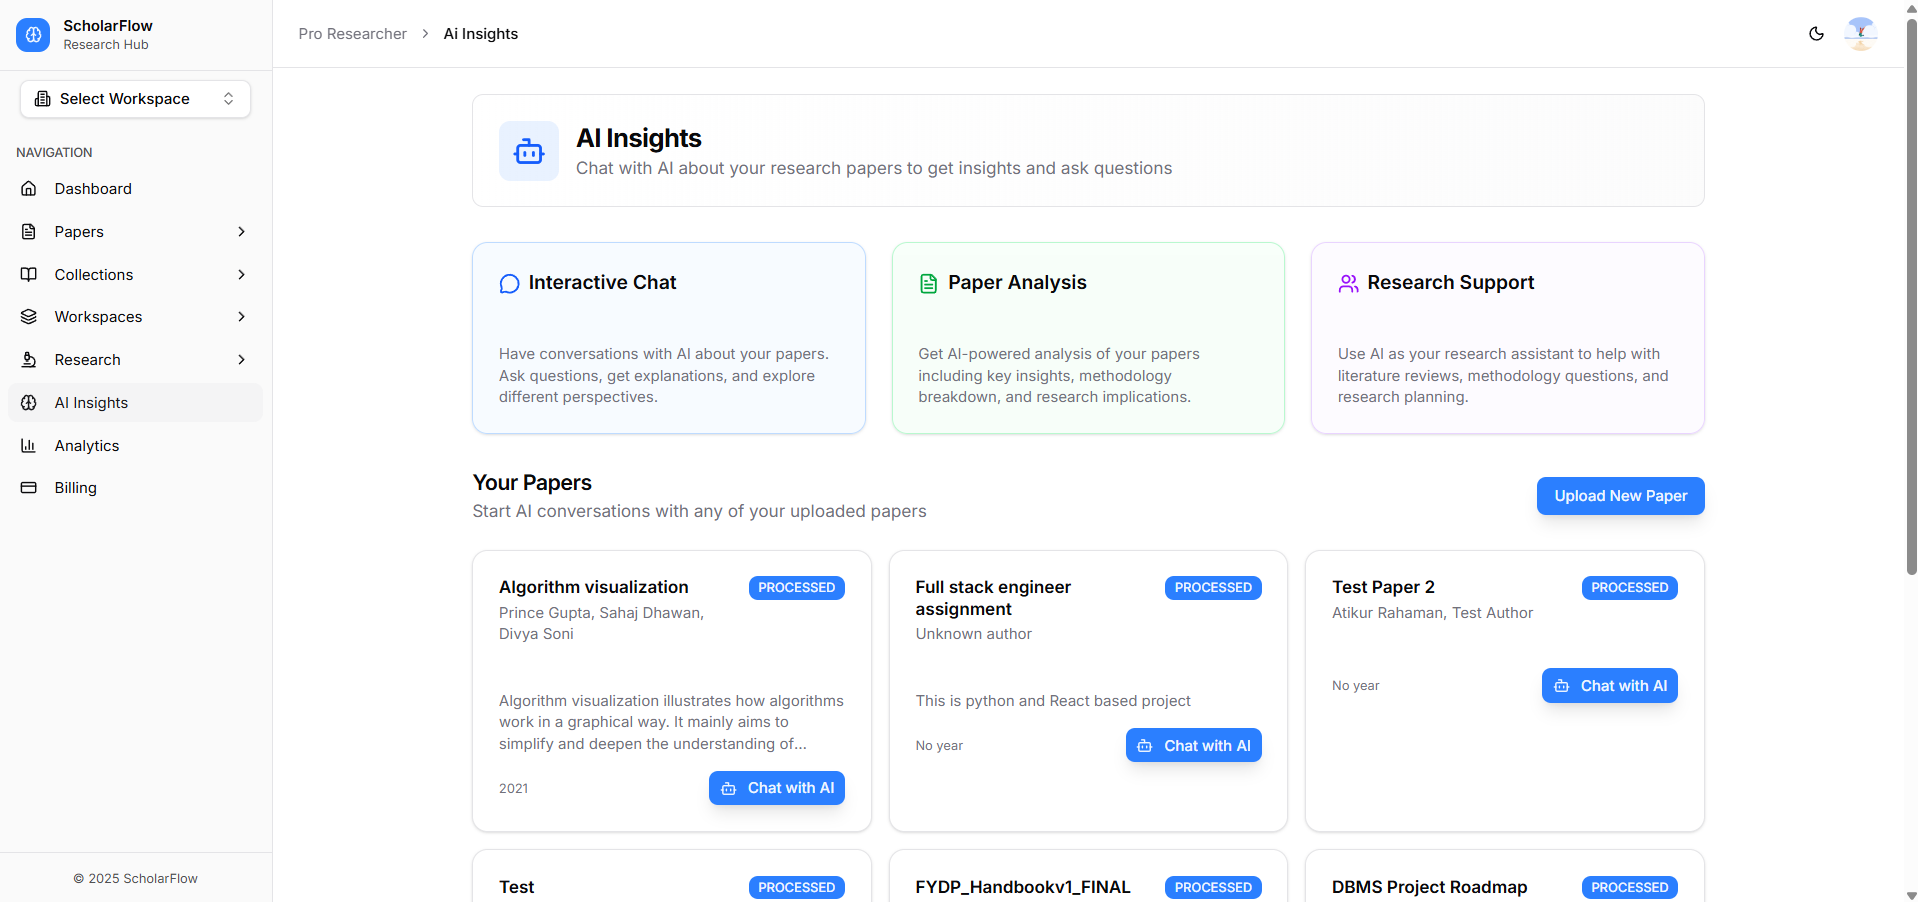 ScholarFlow
Research Hub
Select Workspace
NAVIGATION
Dashboard
Papers
Collections
Workspaces
Research
AI Insights
Analytics
Billing
© 2025 ScholarFlow
Pro Researcher > Ai Insights
AI Insights
Chat with AI about your research papers to get insights and ask questions
Interactive Chat
Have conversations with AI about your papers.
Ask questions, get explanations, and explore
different perspectives.
Paper Analysis
Get AI-powered analysis of your papers
including key insights, methodology
breakdown, and research implications.
Research Support
Use AI as your research assistant to help with
literature reviews, methodology questions, and
research planning.
Your Papers
Start AI conversations with any of your uploaded papers
Upload New Paper
Algorithm visualization
PROCESSED
Prince Gupta, Sahaj Dhawan,
Divya Soni
Algorithm visualization illustrates how algorithms
work in a graphical way. It mainly aims to
simplify and deepen the understanding of...
2021
Chat with AI
Full stack engineer
assignment
PROCESSED
Unknown author
This is python and React based project
No year
Chat with AI
Test Paper 2
PROCESSED
Atikur Rahaman, Test Author
No year
Chat with AI
Test
PROCESSED
FYDP_Handbookv1_FINAL
PROCESSED
DBMS Project Roadmap
PROCESSED